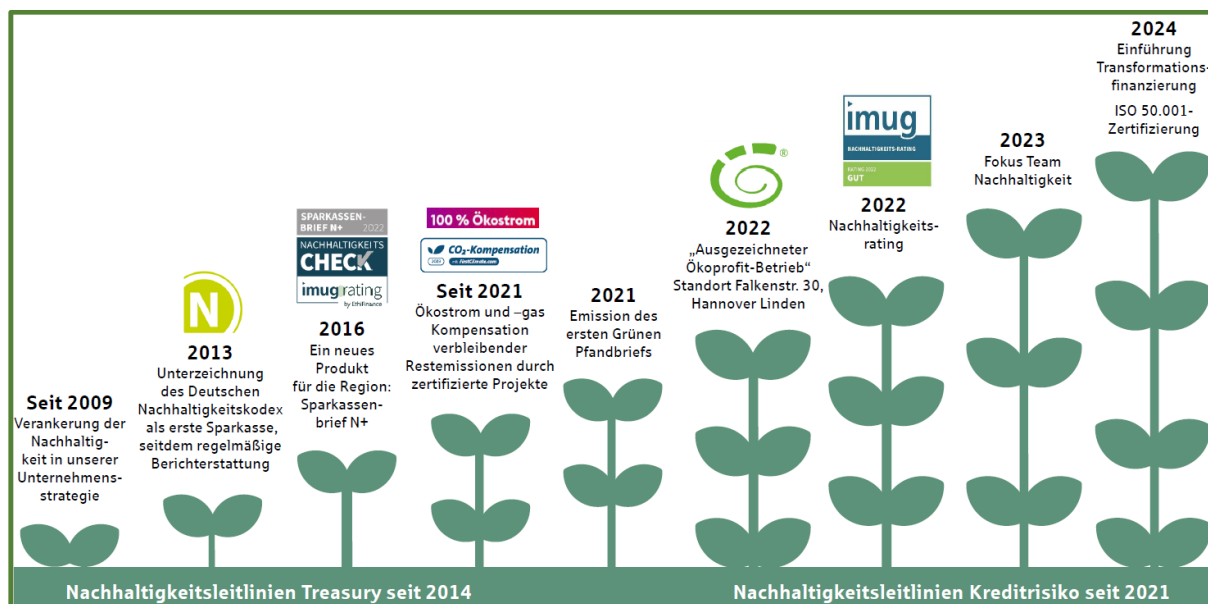 Seit 2009
Verankerung der
Nachhaltig-
keit in unserer
Unternehmens-
strategie
N
2013
Unterzeichnung
des Deutschen
Nachhaltigkeitskodex
als erste Sparkasse,
seitdem regelmäßige
Berichterstattung
SPARKASSEN-
BRIEF N+ 2022
NACHHALTIGKEITS
CHECK
imug rating
by EthiFinance
2016
Ein neues
Produkt
für die Region:
Sparkassen-
brief N+
100 % Ökostrom
CO₂-Kompensation
Seit 2021
Ökostrom und –gas
Kompensation
verbleibender
Restemissionen durch
zertifizierte Projekte
2021
Emission des
ersten Grünen
Pfandbriefs
®
2022
„Ausgezeichneter
Ökoprofit-Betrieb“
Standort Falkenstr. 30,
Hannover Linden
imug
NACHHALTIGKEITS-RATING
GUT
2022
Nachhaltigkeits-
rating
2023
Fokus Team
Nachhaltigkeit
2024
Einführung
Transformations-
finanzierung
ISO 50.001-
Zertifizierung
Nachhaltigkeitsleitlinien Treasury seit 2014
Nachhaltigkeitsleitlinien Kreditrisiko seit 2021